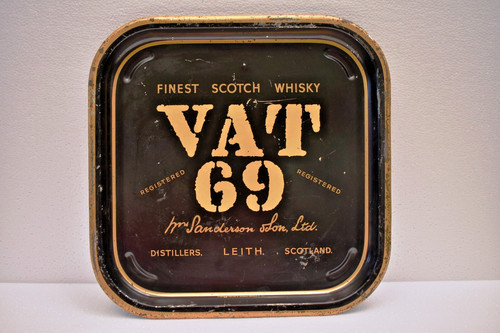 FINEST SCOTCH WHISKY
VAT
69
REGISTERED REGISTERED
Wm Sanderson & Son, Ltd.
DISTILLERS, LEITH, SCOTLAND.